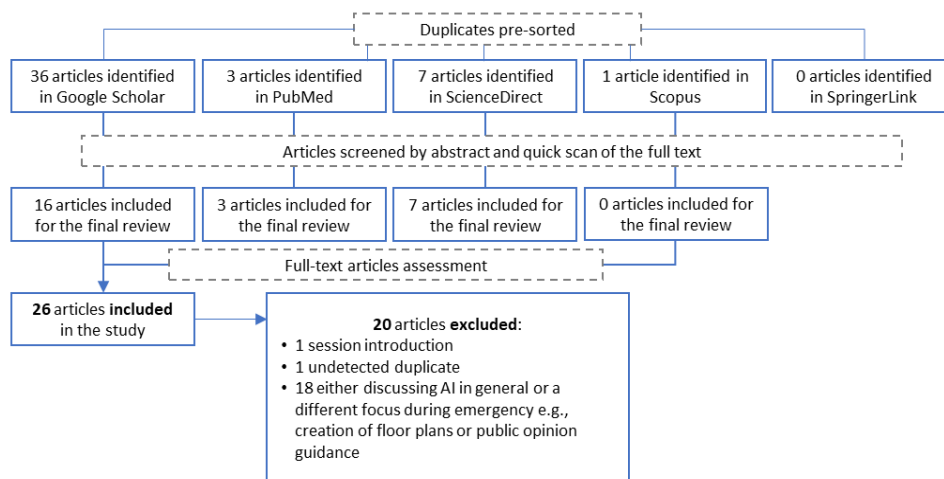 Duplicates pre-sorted
36 articles identified
in Google Scholar
3 articles identified
in PubMed
7 articles identified
in ScienceDirect
1 article identified in
Scopus
0 articles identified
in SpringerLink
Articles screened by abstract and quick scan of the full text
16 articles included
for the final review
3 articles included for
the final review
7 articles included for
the final review
0 articles included for
the final review
Full-text articles assessment
26 articles included
in the study
20 articles excluded:
• 1 session introduction
• 1 undetected duplicate
• 18 either discussing AI in general or a
different focus during emergency e.g.,
creation of floor plans or public opinion
guidance